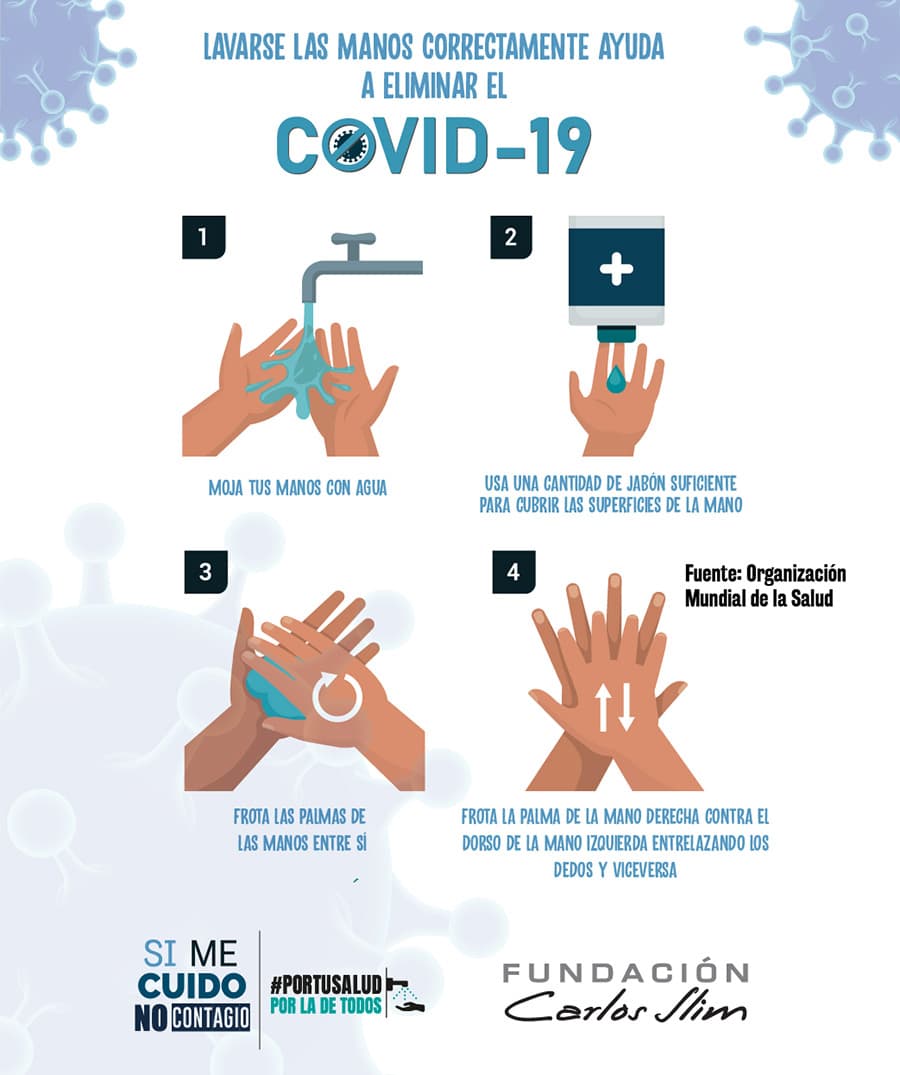 LAVARSE LAS MANOS CORRECTAMENTE AYUDA
A ELIMINAR EL
COVID-19
1
2
MOJA TUS MANOS CON AGUA
USA UNA CANTIDAD DE JABÓN SUFICIENTE
PARA CUBRIR LAS SUPERFICIES DE LA MANO
3
4
Fuente: Organización
Mundial de la Salud
FROTA LAS PALMAS DE
LAS MANOS ENTRE SÍ
FROTA LA PALMA DE LA MANO DERECHA CONTRA EL
DORSO DE LA MANO IZQUIERDA ENTRELAZANDO LOS
DEDOS Y VICEVERSA
SI ME
CUIDO
NO CONTAGIO
#PORTUSALUD
POR LA DE TODOS
FUNDACIÓN
Carlos Slim